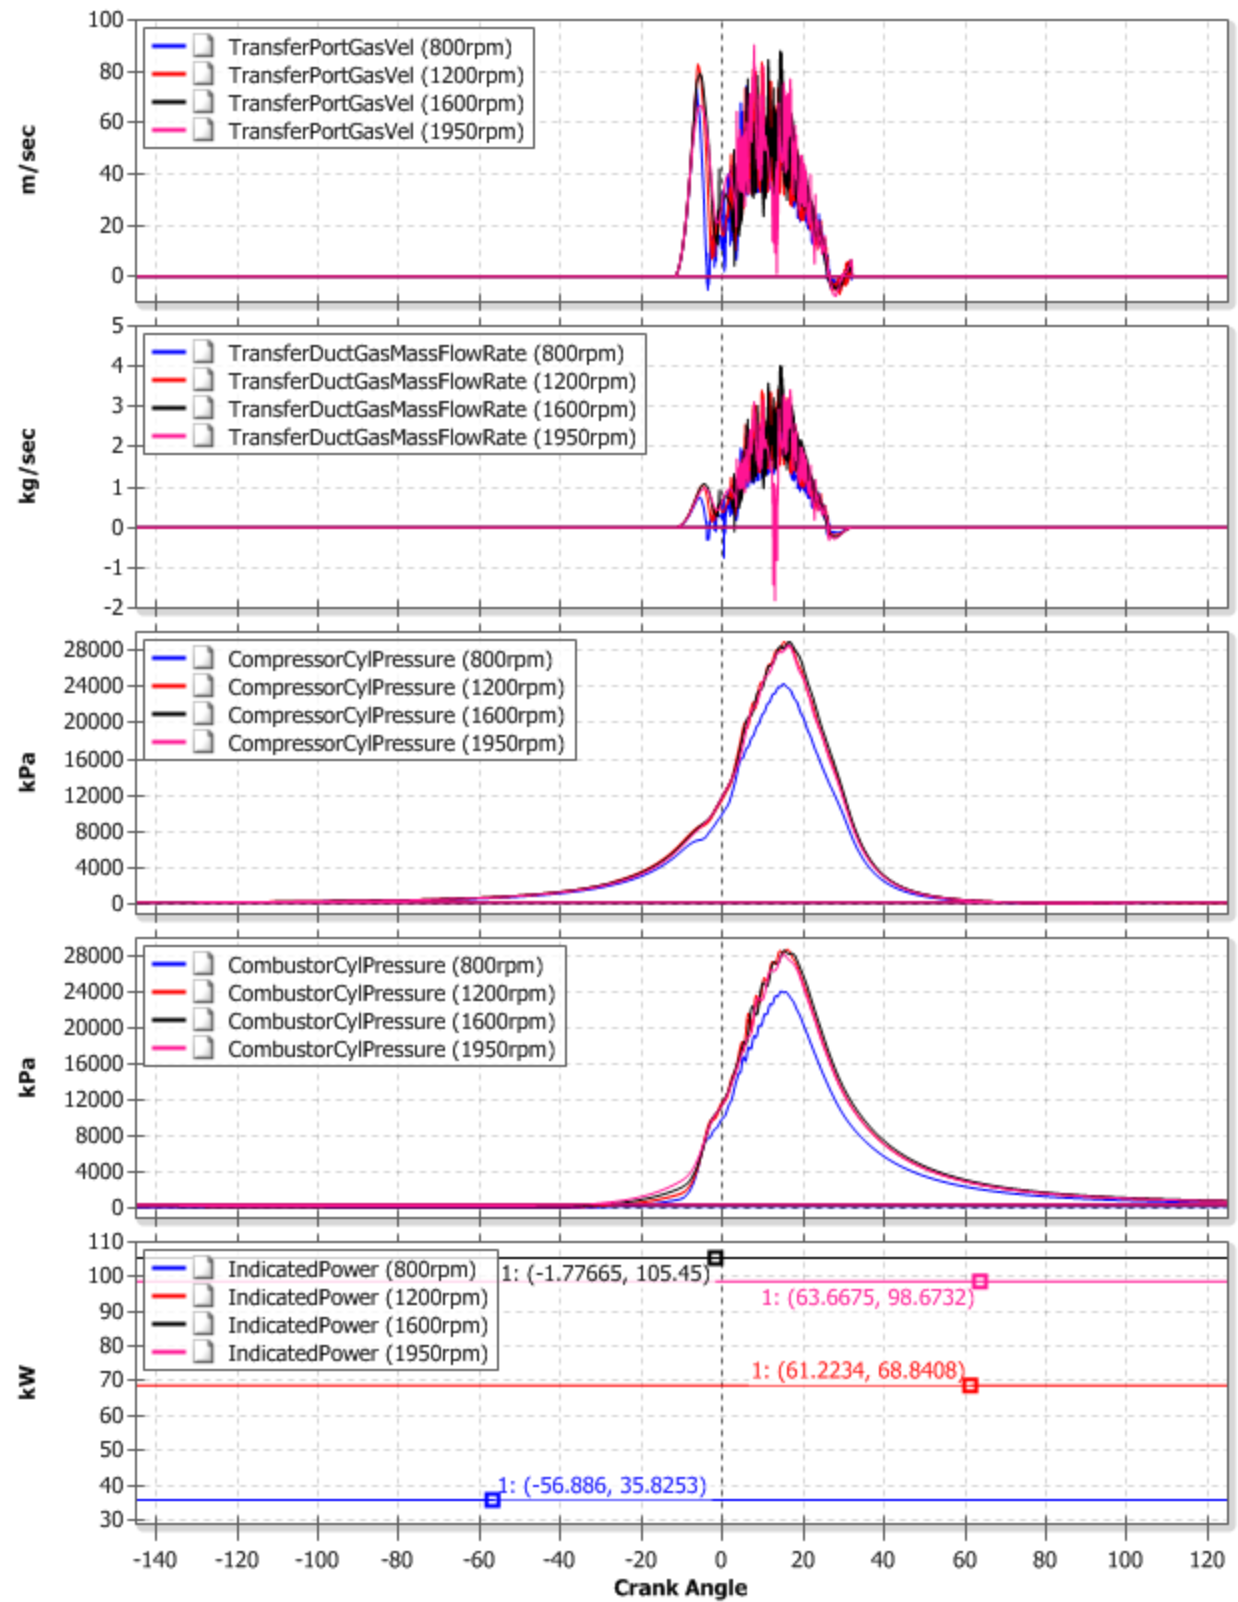 100
80
60
40
20
0
m/sec
TransferPortGasVel (800rpm)
TransferPortGasVel (1200rpm)
TransferPortGasVel (1600rpm)
TransferPortGasVel (1950rpm)
5
4
3
2
1
0
-1
-2
kg/sec
TransferDuctGasMassFlowRate (800rpm)
TransferDuctGasMassFlowRate (1200rpm)
TransferDuctGasMassFlowRate (1600rpm)
TransferDuctGasMassFlowRate (1950rpm)
28000
24000
20000
16000
12000
8000
4000
0
kPa
CompressorCylPressure (800rpm)
CompressorCylPressure (1200rpm)
CompressorCylPressure (1600rpm)
CompressorCylPressure (1950rpm)
28000
24000
20000
16000
12000
8000
4000
0
kPa
CombustorCylPressure (800rpm)
CombustorCylPressure (1200rpm)
CombustorCylPressure (1600rpm)
CombustorCylPressure (1950rpm)
110
100
90
80
70
60
50
40
30
kW
IndicatedPower (800rpm)
IndicatedPower (1200rpm)
IndicatedPower (1600rpm)
IndicatedPower (1950rpm)
1: (-1.77665, 105.45)
1: (63.6675, 98.6732)
1: (61.2234, 68.8408)
1: (-56.886, 35.8253)
-140 -120 -100 -80 -60 -40 -20 0 20 40 60 80 100 120
Crank Angle